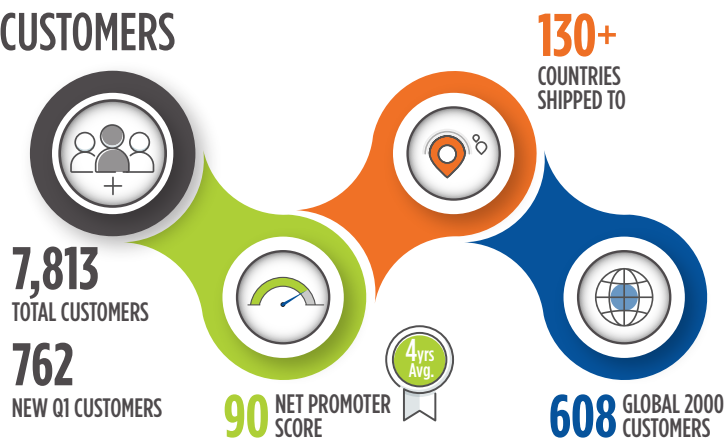 CUSTOMERS
130+
COUNTRIES
SHIPPED TO
7,813
TOTAL CUSTOMERS
762
NEW Q1 CUSTOMERS
4yrs
Avg.
90 NET PROMOTER
SCORE
608 GLOBAL 2000
CUSTOMERS